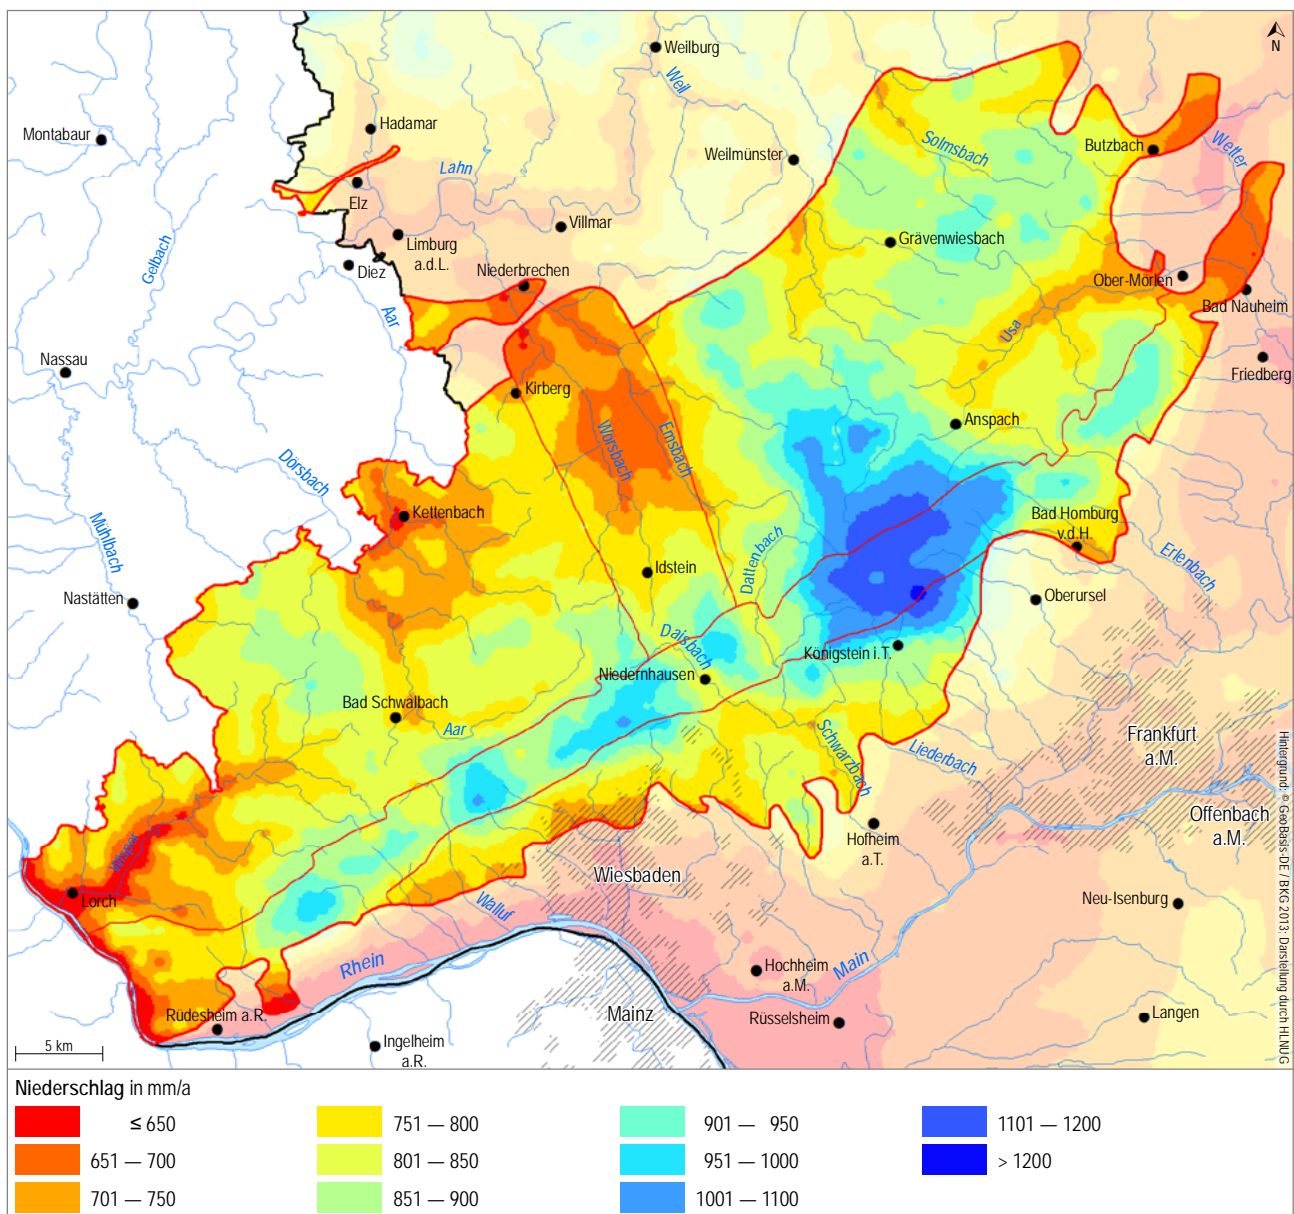 N
Weilburg
Weil
Montabaur
Hadamar
Solmsbach
Butzbach
Wetter
Weilmünster
Lahn
Elz
Villmar
Limburg
a.d.L.
Grävenwiesbach
Gelbach
Diez
Niederbrechen
Ober-Mörlen
Bad Nauheim
Aar
Usa
Nassau
Friedberg
Kirberg
Anspach
Worsbach
Emsbach
Dörsbach
Kettenbach
Bad Homburg
v.d.H.
Mühlbach
Dattenbach
Erlenbach
Idstein
Nastätten
Oberursel
Daisbach
Königstein i.T.
Niedernhausen
Bad Schwalbach
Aar
Schwarzbach
Liederbach
Frankfurt
a.M.
Offenbach
a.M.
Hofheim
a.T.
Wisper
Wiesbaden
Lorch
Walluf
Neu-Isenburg
Rhein
Hochheim
a.M.
Main
Rüdesheim a.R.
Mainz
Rüsselsheim
Langen
Ingelheim
a.R.
5 km
Hintergrund: © GeoBasis-DE / BKG 2013; Darstellung durch HLNUG
Niederschlag in mm/a
≤ 650
651 — 700
701 — 750
751 — 800
801 — 850
851 — 900
901 — 950
951 — 1000
1001 — 1100
1101 — 1200
> 1200